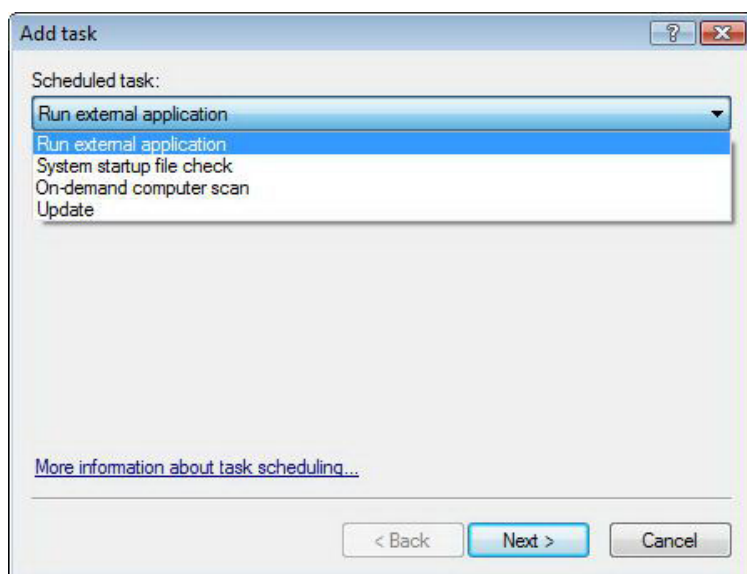 Add task
Scheduled task:
Run external application
Run external application
System startup file check
On-demand computer scan
Update
More information about task scheduling...
< Back Next > Cancel